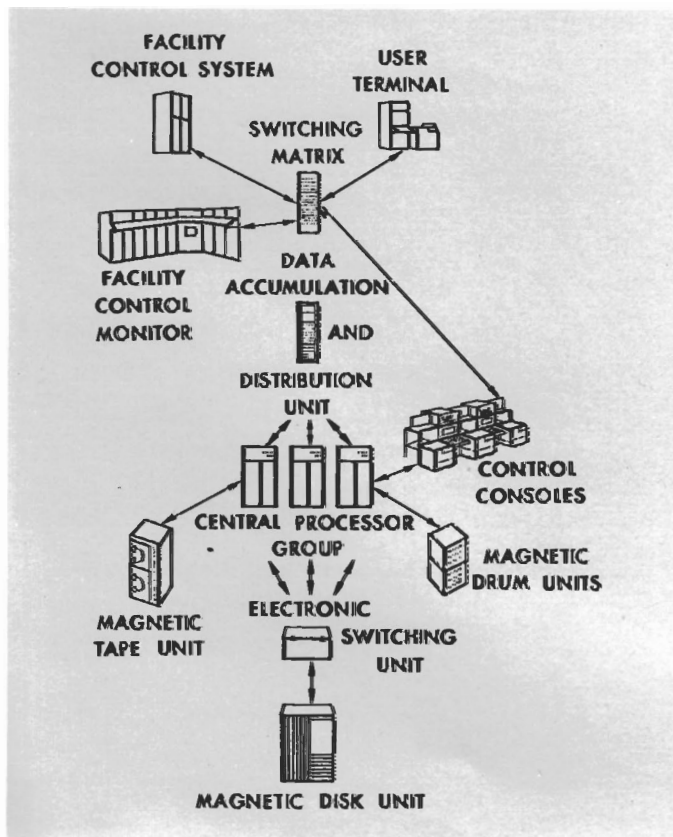 FACILITY
CONTROL SYSTEM
USER
TERMINAL
SWITCHING
MATRIX
FACILITY
CONTROL
MONITOR
DATA
ACCUMULATION
AND
DISTRIBUTION
UNIT
CONTROL
CONSOLES
CENTRAL PROCESSOR
GROUP
MAGNETIC
TAPE UNIT
MAGNETIC
DRUM UNITS
ELECTRONIC
SWITCHING
UNIT
MAGNETIC DISK UNIT